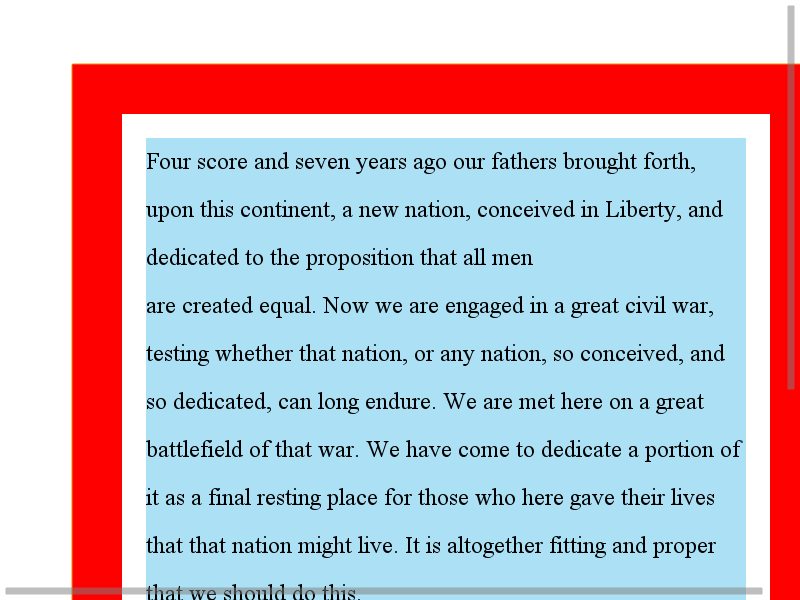 Four score and seven years ago our fathers brought forth,
upon this continent, a new nation, conceived in Liberty, and
dedicated to the proposition that all men
are created equal. Now we are engaged in a great civil war,
testing whether that nation, or any nation, so conceived, and
so dedicated, can long endure. We are met here on a great
battlefield of that war. We have come to dedicate a portion of
it as a final resting place for those who here gave their lives
that that nation might live. It is altogether fitting and proper
that we should do this.